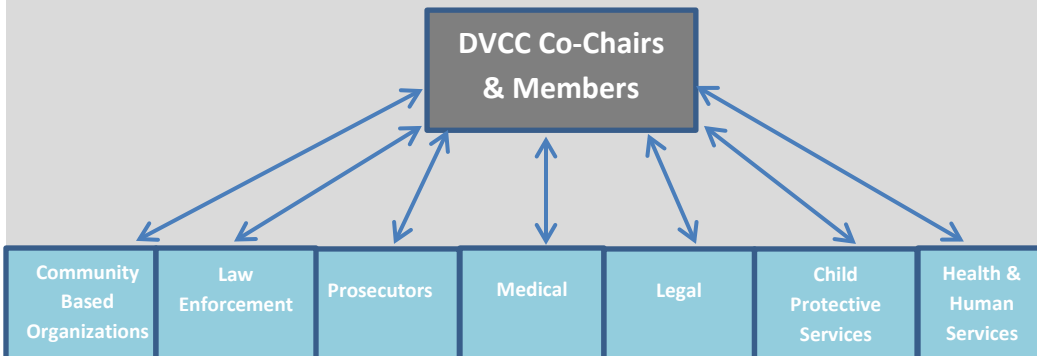 DVCC Co-Chairs
& Members
Community
Based
Organizations
Law
Enforcement
Prosecutors
Medical
Legal
Child
Protective
Services
Health &
Human
Services